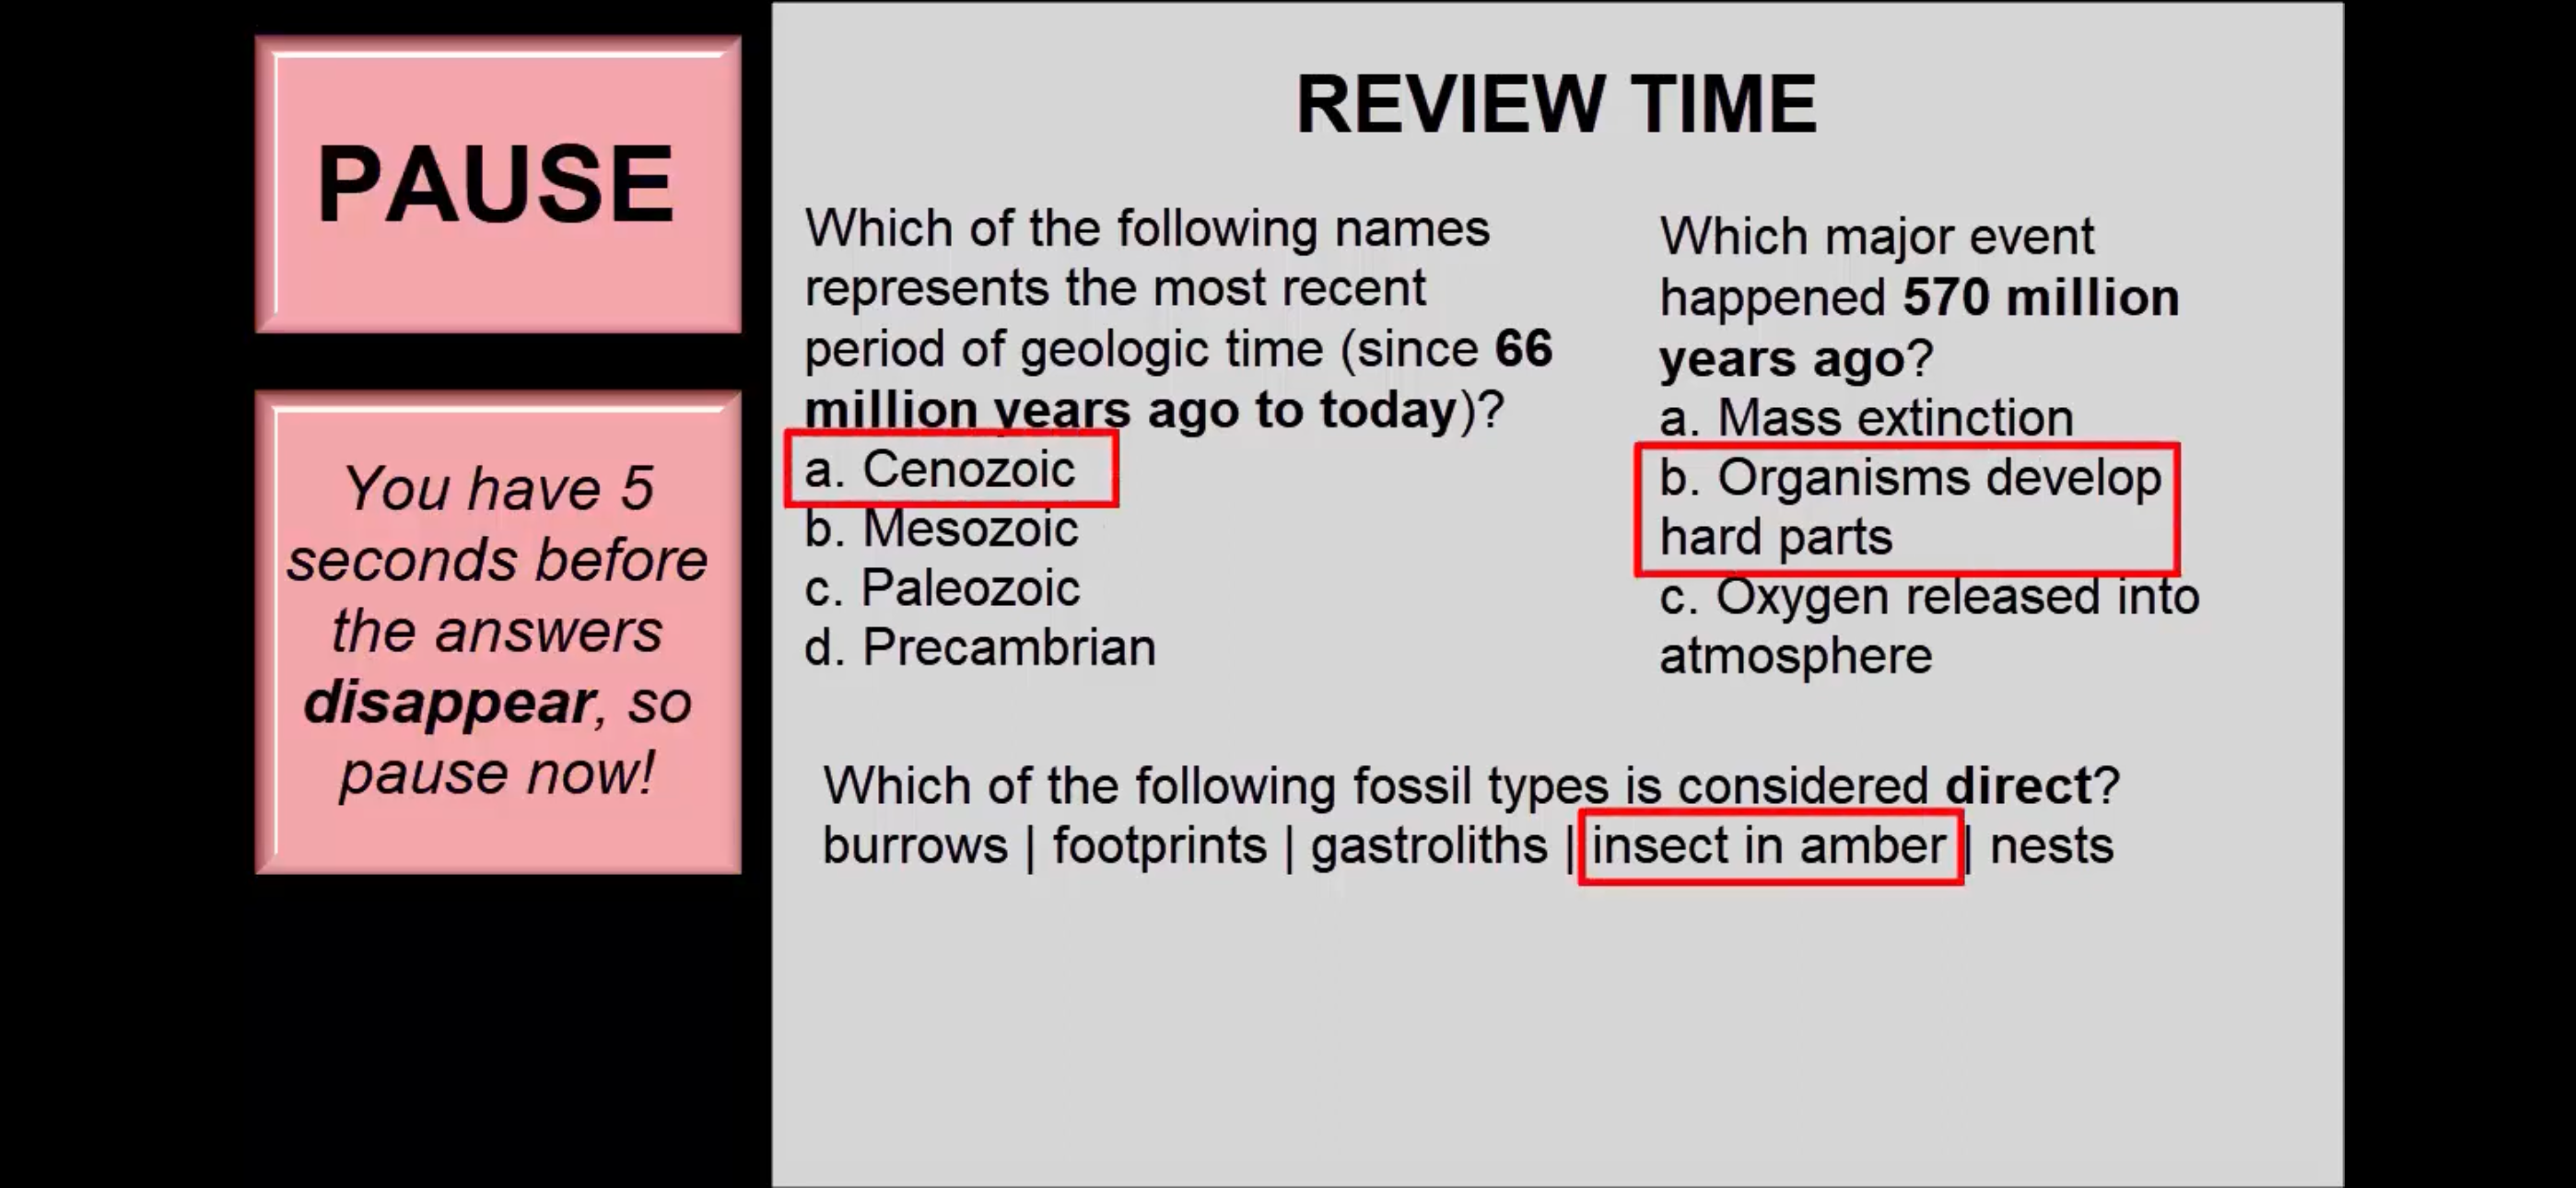 PAUSE
You have 5
seconds before
the answers
disappear, so
pause now!
REVIEW TIME
Which of the following names
represents the most recent
period of geologic time (since 66
million years ago to today)?
a. Cenozoic
b. Mesozoic
c. Paleozoic
d. Precambrian
Which major event
happened 570 million
years ago?
a. Mass extinction
b. Organisms develop
hard parts
c. Oxygen released into
atmosphere
Which of the following fossil types is considered direct?
burrows | footprints | gastroliths | insect in amber | nests